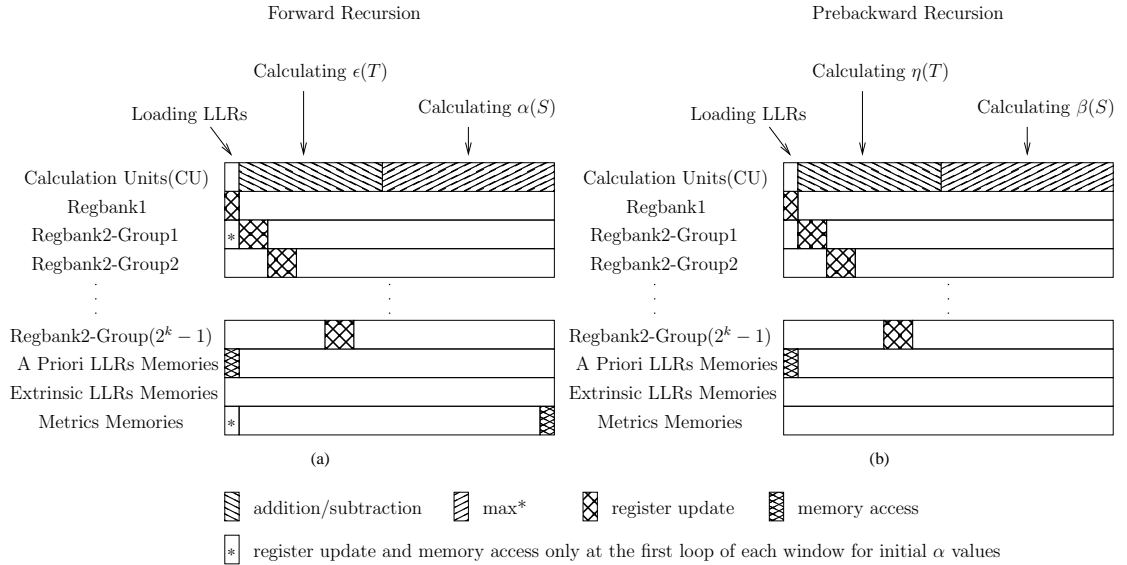 Forward Recursion
Prebackward Recursion
Calculating ϵ(T)
Calculating η(T)
Loading LLRs
Calculating α(S)
Loading LLRs
Calculating β(S)
Calculation Units(CU)
Calculation Units(CU)
Regbank1
Regbank1
Regbank2-Group1
*
Regbank2-Group1
Regbank2-Group2
Regbank2-Group2
Regbank2-Group(2^k − 1)
Regbank2-Group(2^k − 1)
A Priori LLRs Memories
A Priori LLRs Memories
Extrinsic LLRs Memories
Extrinsic LLRs Memories
Metrics Memories
*
Metrics Memories
(a)
(b)
addition/subtraction
max*
register update
memory access
* register update and memory access only at the first loop of each window for initial α values